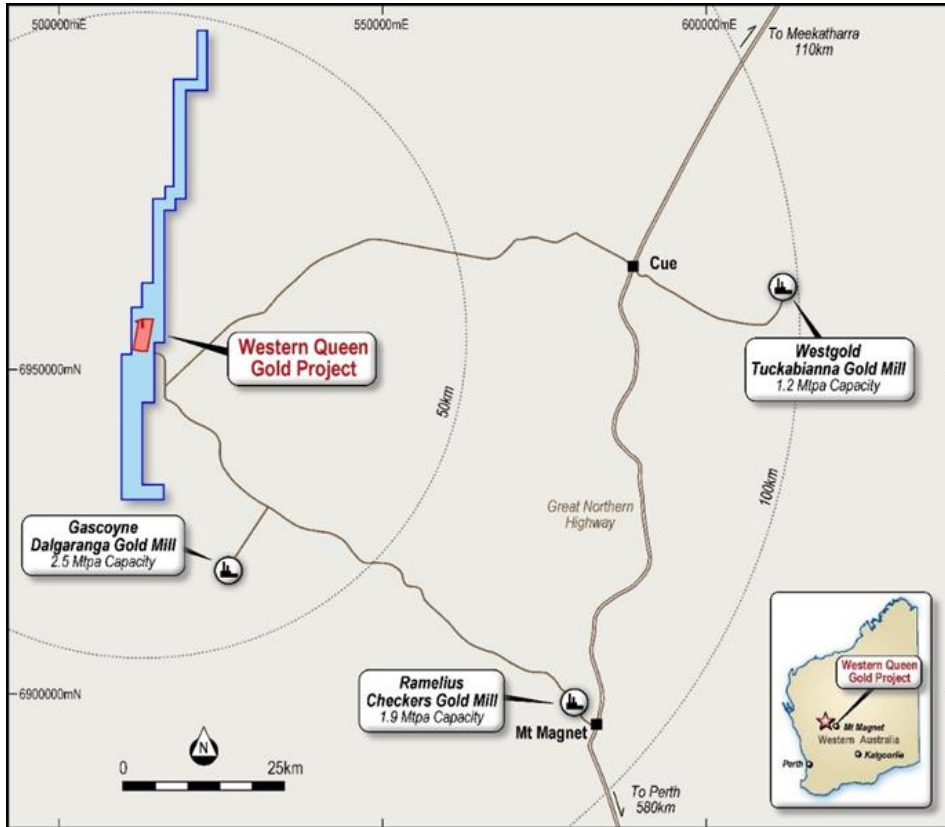 500000mE
550000mE
600000mE
To Meekatharra
110km
Cue
Western Queen
Gold Project
6950000mN
Westgold
Tuckabianna Gold Mill
1.2 Mtpa Capacity
50km
100km
Great Northern
Highway
Gascoyne
Dalgaranga Gold Mill
2.5 Mtpa Capacity
6900000mN
Ramelius
Checkers Gold Mill
1.9 Mtpa Capacity
Mt Magnet
N
0
25km
To Perth
580km
Western Queen
Gold Project
Mt Magnet
Western Australia
Kalgoorlie
Perth